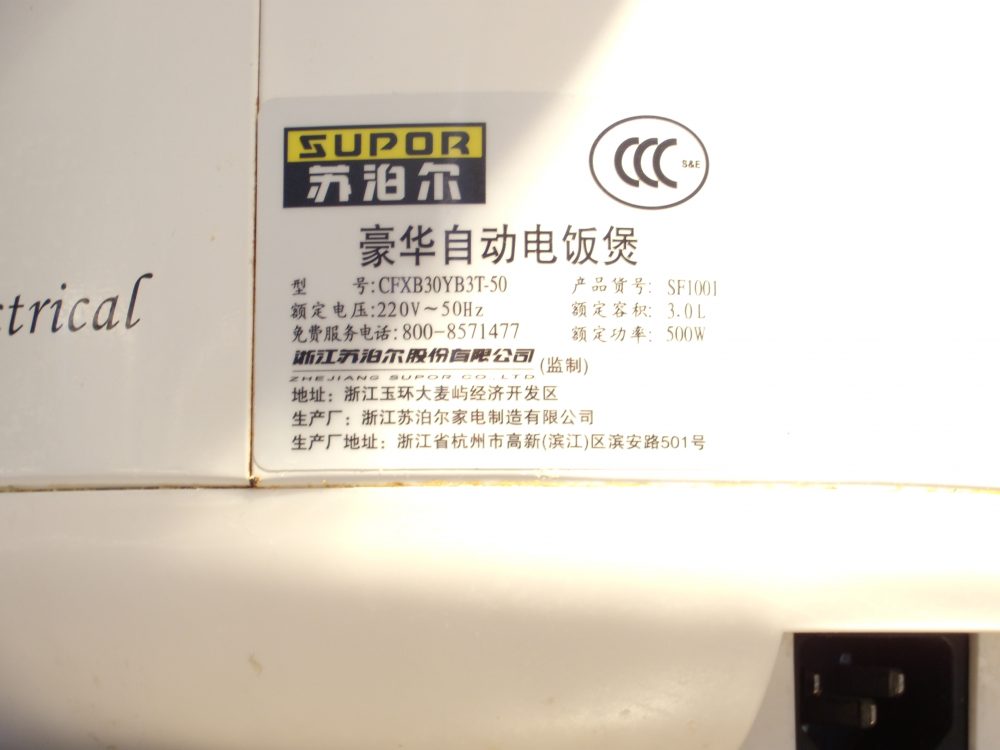 SUPOR
苏泊尔
CCC S&E
豪华自动电饭煲
型 号:CFXB30YB3T-50 产品货号: SF1001
额定电压:220V～50Hz 额定容积: 3.0L
免费服务电话:800-8571477 额定功率: 500W
浙江苏泊尔股份有限公司(监制)
ZHEJIANG SUPOR CO.,LTD.
地址: 浙江玉环大麦屿经济开发区
生产厂: 浙江苏泊尔家电制造有限公司
生产厂地址: 浙江省杭州市高新(滨江)区滨安路501号
ctrical